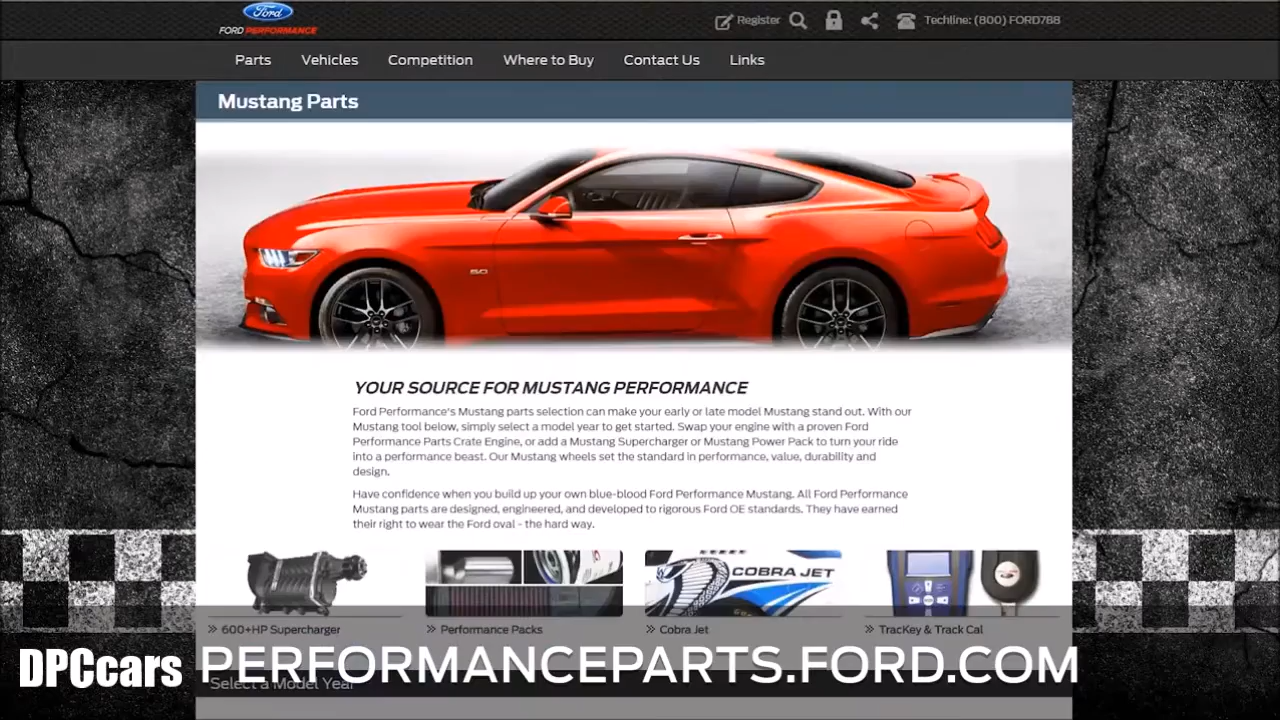 Ford
FORD PERFORMANCE
Register
Techline: (800) FORD788
Parts
Vehicles
Competition
Where to Buy
Contact Us
Links
Mustang Parts
5.0
YOUR SOURCE FOR MUSTANG PERFORMANCE
Ford Performance's Mustang parts selection can make your early or late model Mustang stand out. With our
Mustang tool below, simply select a model year to get started. Swap your engine with a proven Ford
Performance Parts Crate Engine, or add a Mustang Supercharger or Mustang Power Pack to turn your ride
into a performance beast. Our Mustang wheels set the standard in performance, value, durability and
design.
Have confidence when you build up your own blue-blood Ford Performance Mustang. All Ford Performance
Mustang parts are designed, engineered, and developed to rigorous Ford OE standards. They have earned
their right to wear the Ford oval - the hard way.
COBRA JET
600+HP Supercharger
Performance Packs
Cobra Jet
TracKey & Track Cal
DPCcars
PERFORMANCEPARTS.FORD.COM
Select a Model Year